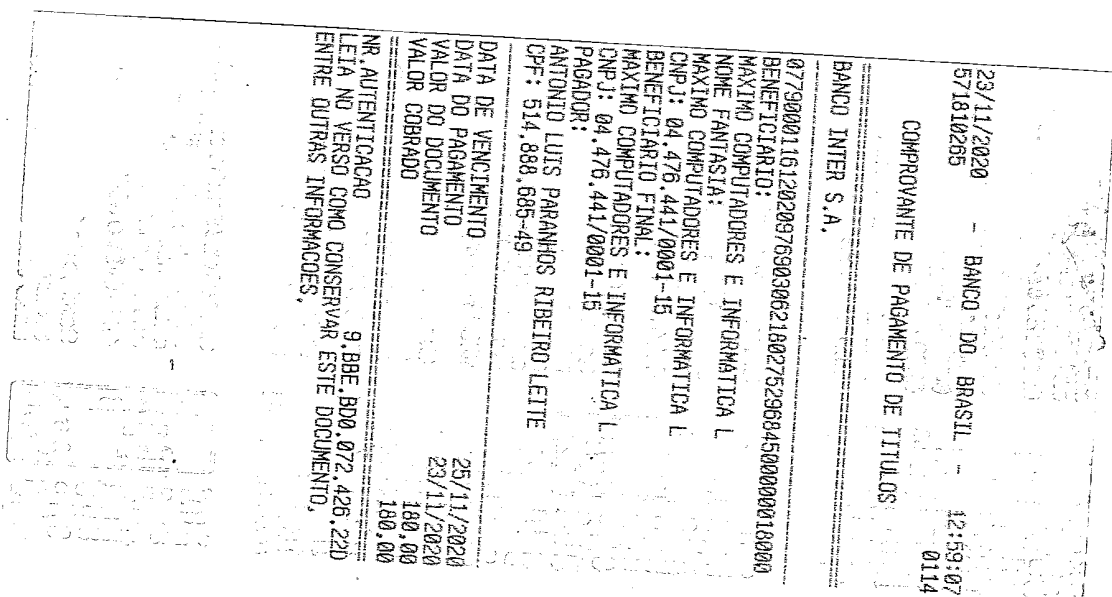 23/11/2020 - BANCO DO BRASIL - 12:59:07
571810265 0114
COMPROVANTE DE PAGAMENTO DE TITULOS
BANCO INTER S.A.
07790001161202097690306218027529684500000018000
BENEFICIARIO:
MAXIMO COMPUTADORES E INFORMATICA L
NOME FANTASIA:
MAXIMO COMPUTADORES E INFORMATICA L
CNPJ: 04.476.441/0001-15
BENEFICIARIO FINAL:
MAXIMO COMPUTADORES E INFORMATICA L
CNPJ: 04.476.441/0001-15
PAGADOR:
ANTONIO LUIS PARANHOS RIBEIRO LEITE
CPF: 514.888.685-49
DATA DE VENCIMENTO 25/11/2020
DATA DO PAGAMENTO 23/11/2020
VALOR DO DOCUMENTO 180,00
VALOR COBRADO 180,00
NR.AUTENTICACAO 9.BBE.BD0.072.426.22D
LEIA NO VERSO COMO CONSERVAR ESTE DOCUMENTO,
ENTRE OUTRAS INFORMACOES.